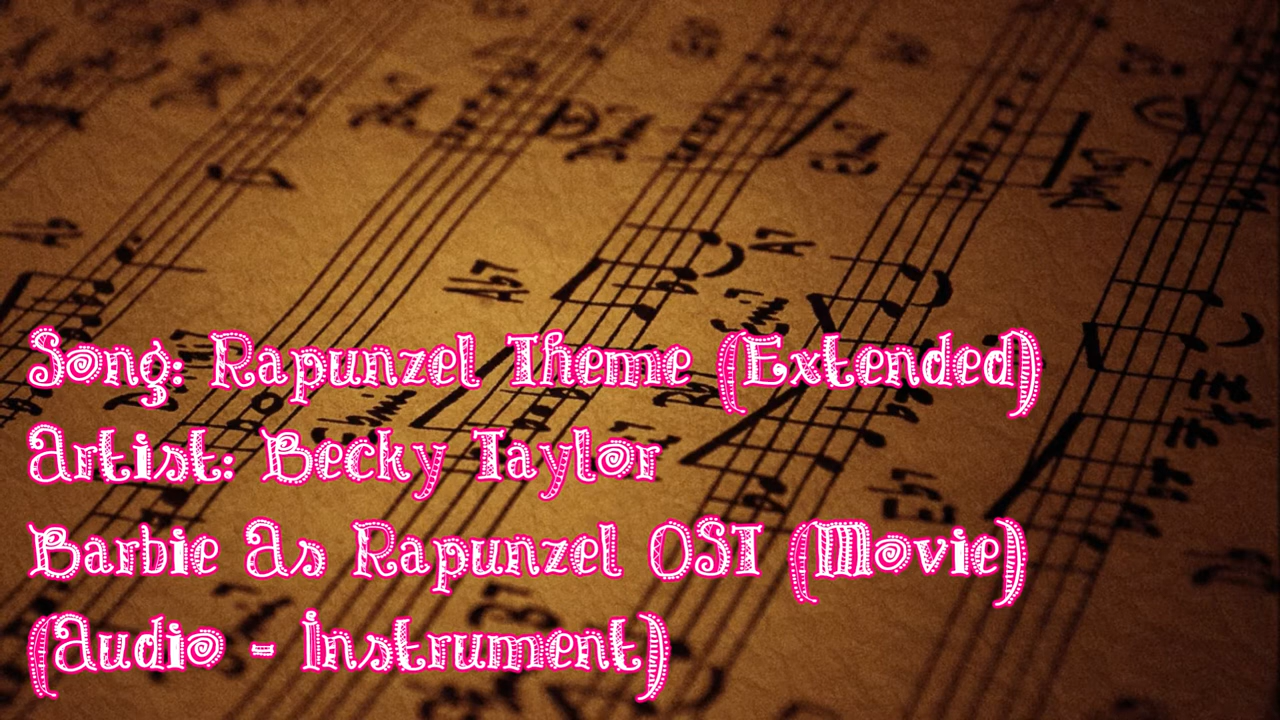 Song: Rapunzel Theme (Extended)
Artist: Becky Taylor
Barbie As Rapunzel OST (Movie)
(Audio - Instrument)